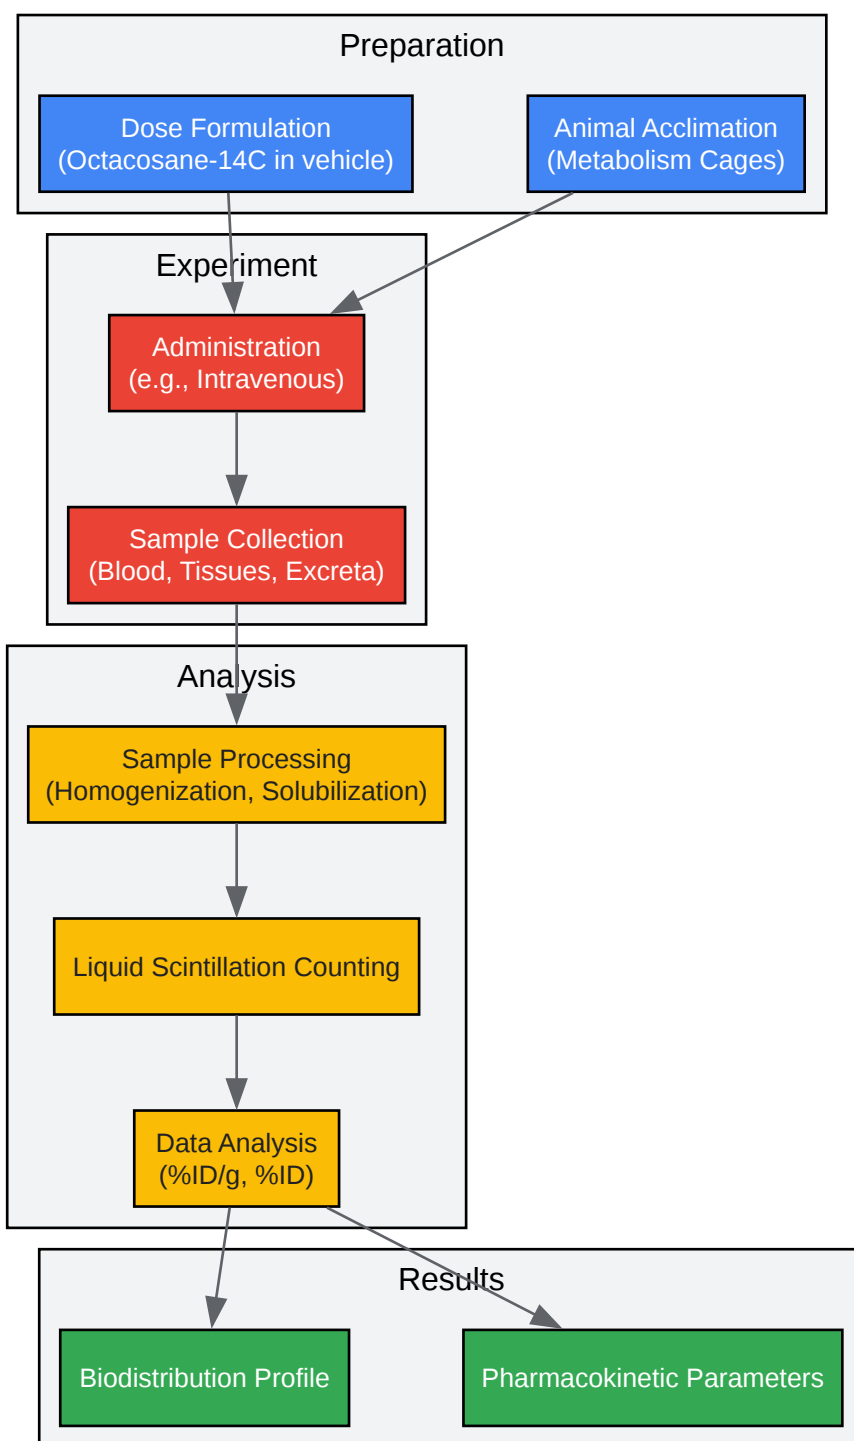 Preparation
Dose Formulation
(Octacosane-14C in vehicle)
Animal Acclimation
(Metabolism Cages)
Experiment
Administration
(e.g., Intravenous)
Sample Collection
(Blood, Tissues, Excreta)
Analysis
Sample Processing
(Homogenization, Solubilization)
Liquid Scintillation Counting
Data Analysis
(%ID/g, %ID)
Results
Biodistribution Profile
Pharmacokinetic Parameters